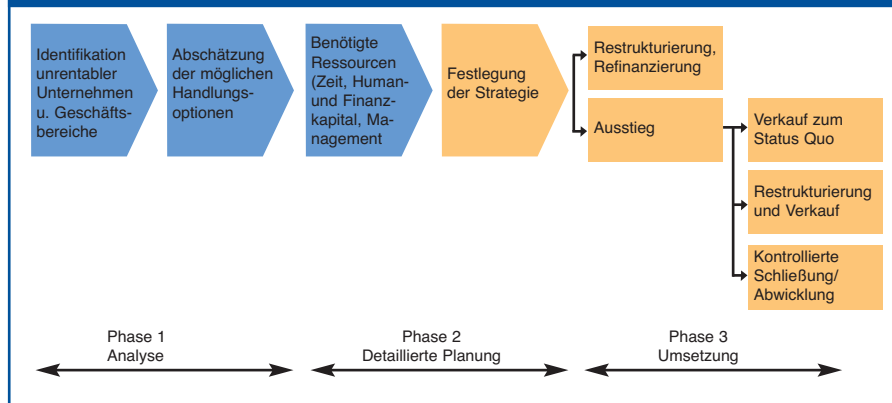 Identifikation
unrentabler
Unternehmen
u. Geschäfts-
bereiche
Abschätzung
der möglichen
Handlungs-
optionen
Benötigte
Ressourcen
(Zeit, Human-
und Finanz-
kapital, Ma-
nagement
Festlegung
der Strategie
Restrukturierung,
Refinanzierung
Ausstieg
Verkauf zum
Status Quo
Restrukturierung
und Verkauf
Kontrollierte
Schließung/
Abwicklung
Phase 1
Analyse
Phase 2
Detaillierte Planung
Phase 3
Umsetzung